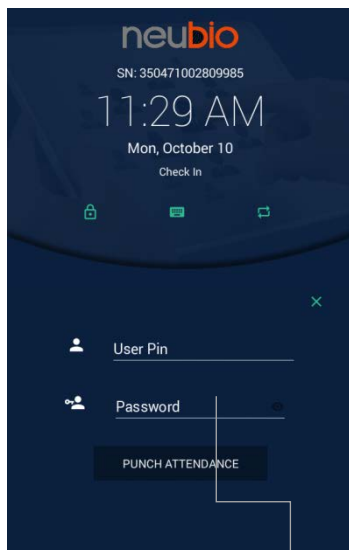 neubio
SN: 350471002809985
11:29 AM
Mon, October 10
Check In
User Pin
Password
PUNCH ATTENDANCE